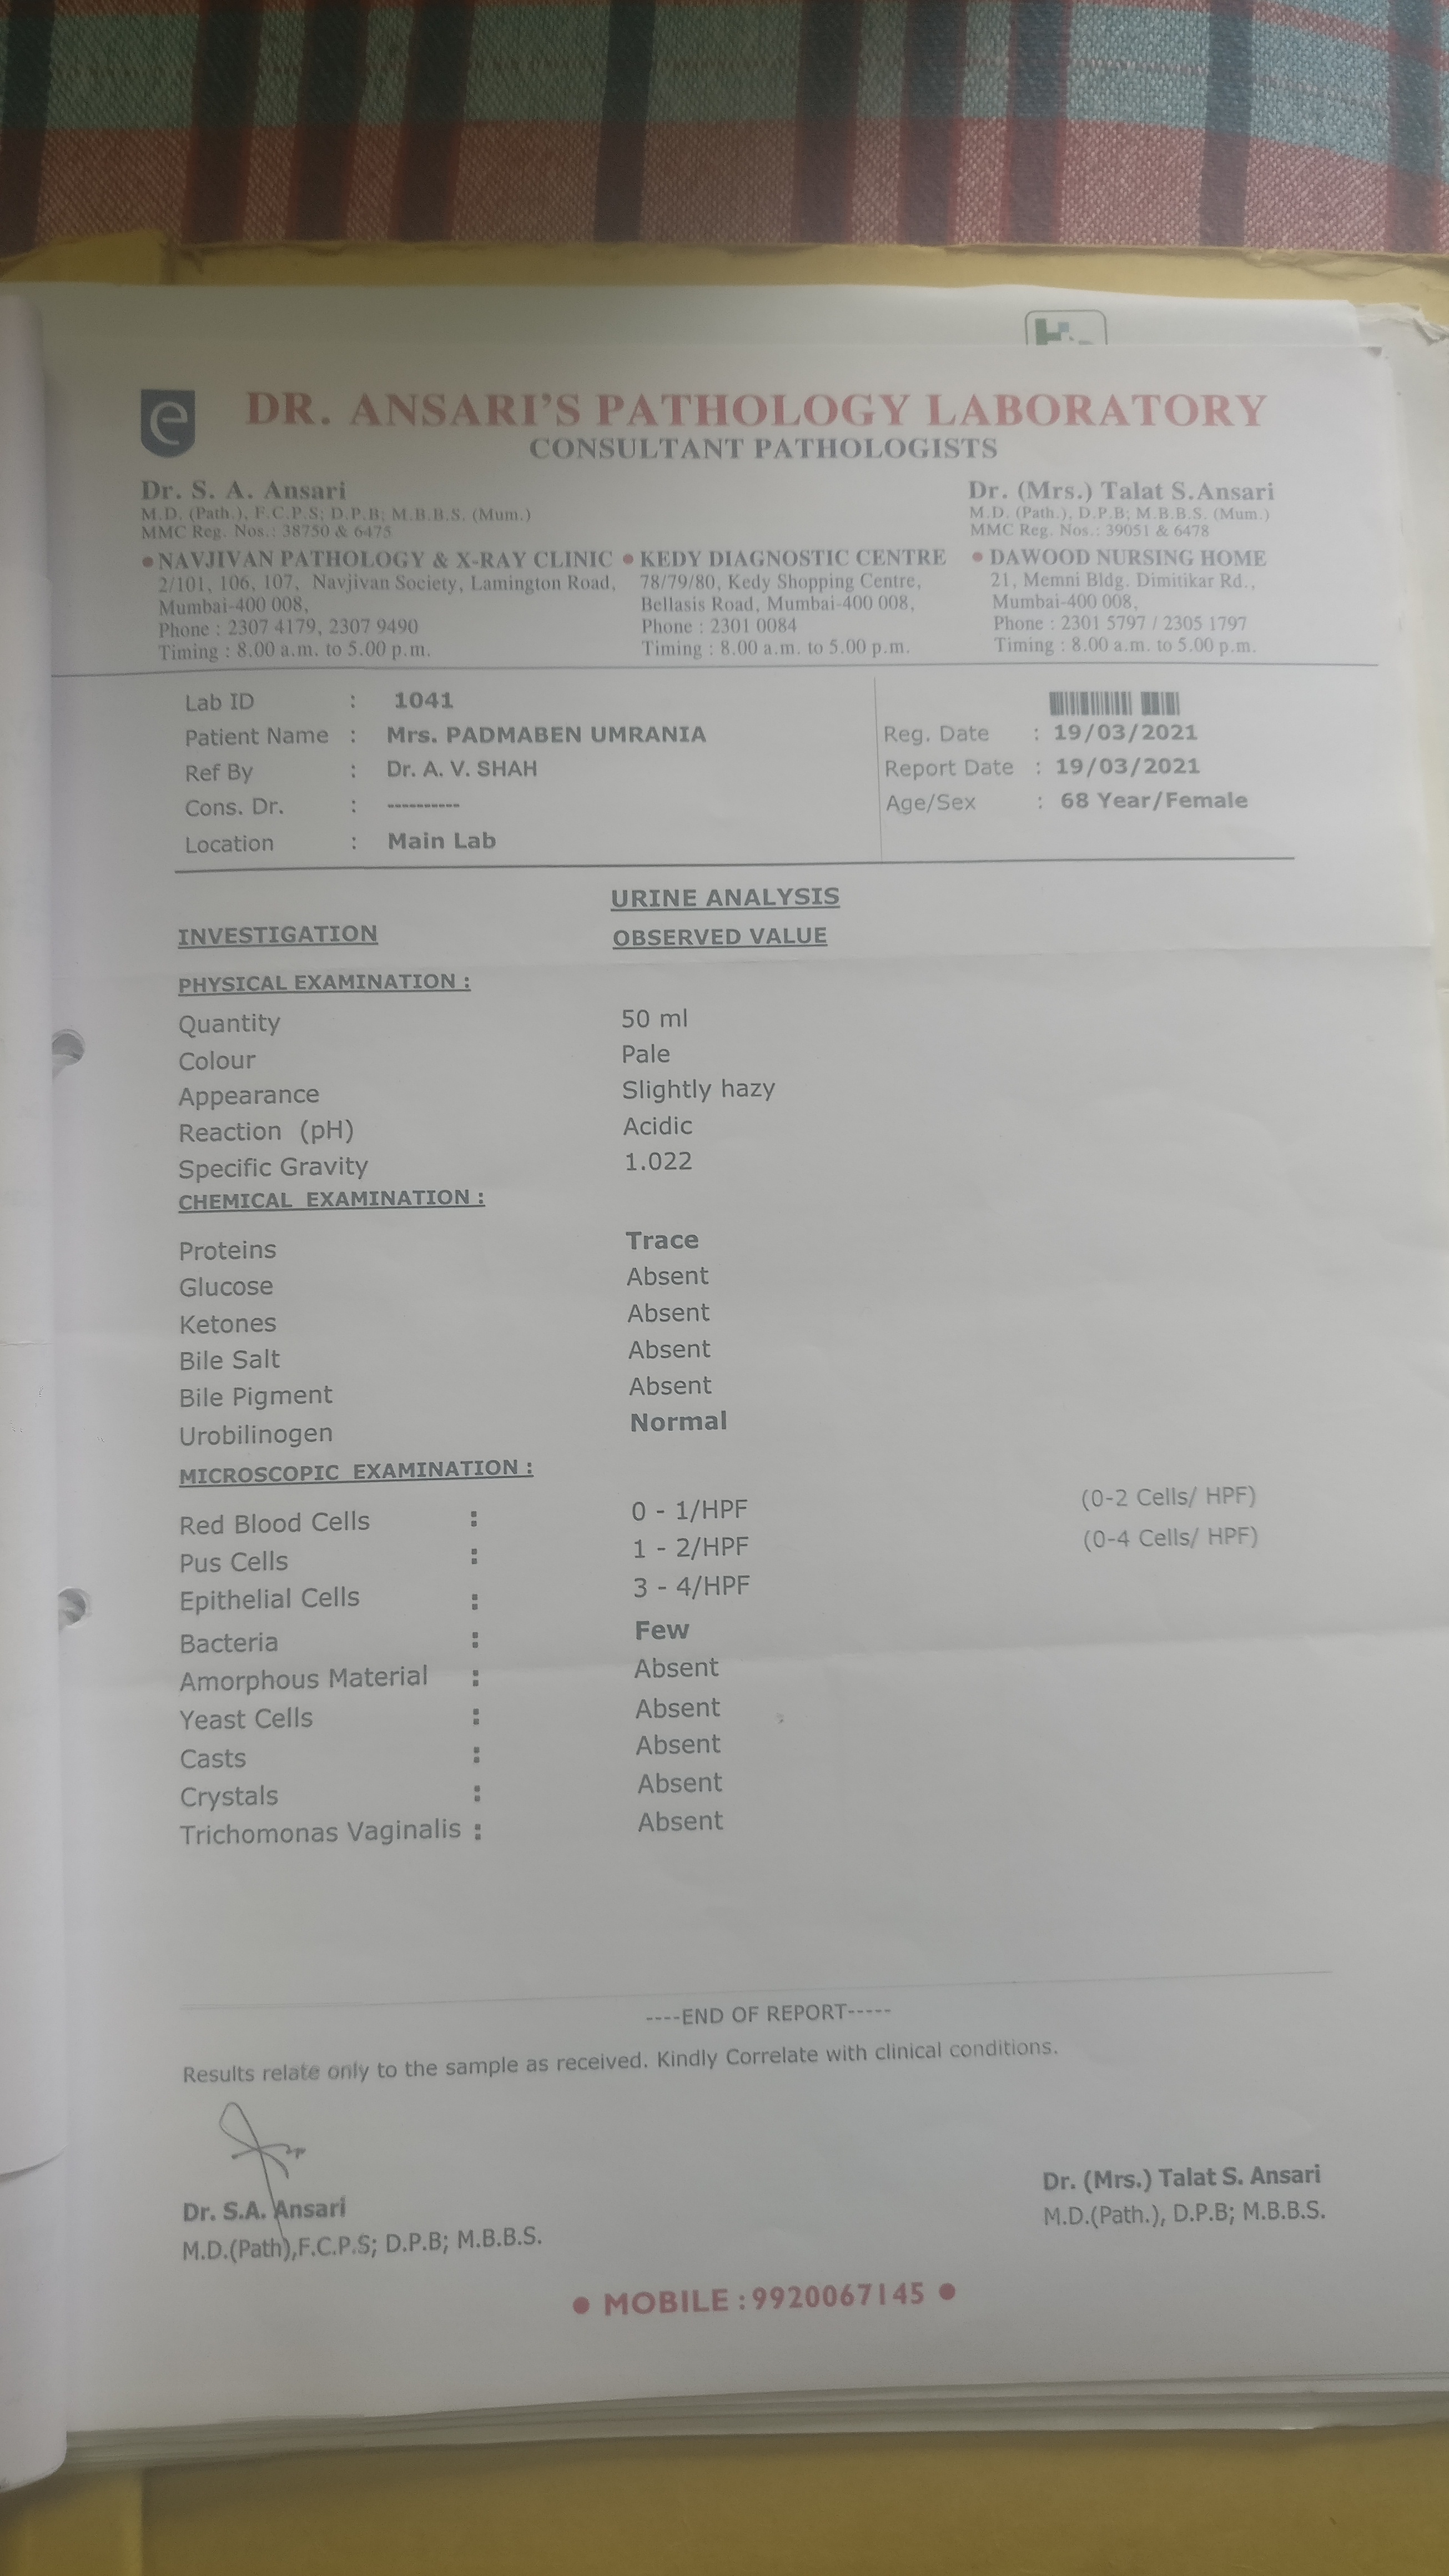 e
DR. ANSARI'S PATHOLOGY LABORATORY
CONSULTANT PATHOLOGISTS
Dr. S. A. Ansari
M.D. (Path.), F.C.P.S; D.P.B; M.B.B.S. (Mum.)
MMC Reg. Nos.: 38750 & 6475
Dr. (Mrs.) Talat S.Ansari
M.D. (Path.), D.P.B; M.B.B.S. (Mum.)
MMC Reg. Nos.: 39051 & 6478
• NAVJIVAN PATHOLOGY & X-RAY CLINIC
2/101, 106, 107, Navjivan Society, Lamington Road,
Mumbai-400 008,
Phone : 2307 4179, 2307 9490
Timing : 8.00 a.m. to 5.00 p.m.
• KEDY DIAGNOSTIC CENTRE
78/79/80, Kedy Shopping Centre,
Bellasis Road, Mumbai-400 008,
Phone : 2301 0084
Timing : 8.00 a.m. to 5.00 p.m.
• DAWOOD NURSING HOME
21, Memni Bldg. Dimitikar Rd.,
Mumbai-400 008,
Phone : 2301 5797 / 2305 1797
Timing : 8.00 a.m. to 5.00 p.m.
Lab ID : 1041
Patient Name : Mrs. PADMABEN UMRANIA
Ref By : Dr. A. V. SHAH
Cons. Dr. : ----------
Location : Main Lab
Reg. Date : 19/03/2021
Report Date : 19/03/2021
Age/Sex : 68 Year/Female
URINE ANALYSIS
INVESTIGATION OBSERVED VALUE
PHYSICAL EXAMINATION :
Quantity 50 ml
Colour Pale
Appearance Slightly hazy
Reaction (pH) Acidic
Specific Gravity 1.022
CHEMICAL EXAMINATION :
Proteins Trace
Glucose Absent
Ketones Absent
Bile Salt Absent
Bile Pigment Absent
Urobilinogen Normal
MICROSCOPIC EXAMINATION :
Red Blood Cells : 0 - 1/HPF (0-2 Cells/ HPF)
Pus Cells : 1 - 2/HPF (0-4 Cells/ HPF)
Epithelial Cells : 3 - 4/HPF
Bacteria : Few
Amorphous Material : Absent
Yeast Cells : Absent
Casts : Absent
Crystals : Absent
Trichomonas Vaginalis : Absent
----END OF REPORT-----
Results relate only to the sample as received. Kindly Correlate with clinical conditions.
Dr. S.A. Ansari
M.D.(Path),F.C.P.S; D.P.B; M.B.B.S.
Dr. (Mrs.) Talat S. Ansari
M.D.(Path.), D.P.B; M.B.B.S.
• MOBILE : 9920067145 •